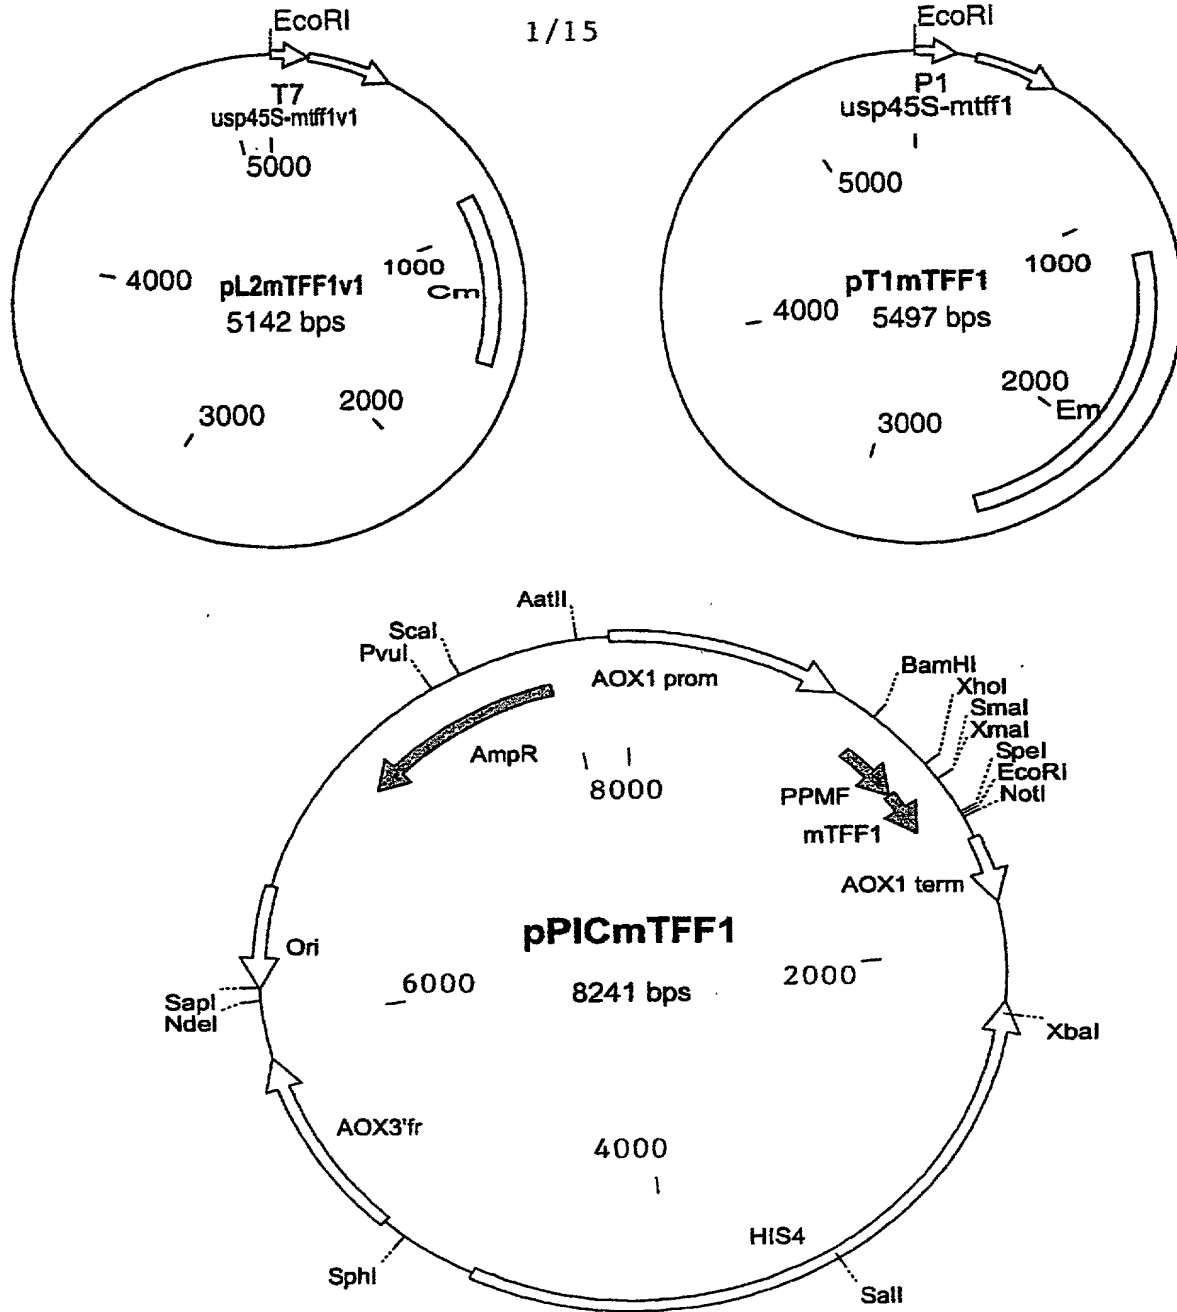 1/15
EcoRI
T7
usp45S-mtff1v1
5000
4000
pL2mTFF1v1
5142 bps
1000
Cm
3000
2000
EcoRI
P1
usp45S-mtff1
5000
1000
4000
pT1mTFF1
5497 bps
2000
Em
3000
AatII
ScaI
PvuI
AOX1 prom
BamHI
XhoI
SmaI
XmaI
SpeI
EcoRI
NotI
AmpR
8000
PPMF
mTFF1
AOX1 term
pPICmTFF1
8241 bps
Ori
6000
2000
SapI
NdeI
XbaI
AOX3'fr
4000
HIS4
SphI
SalI